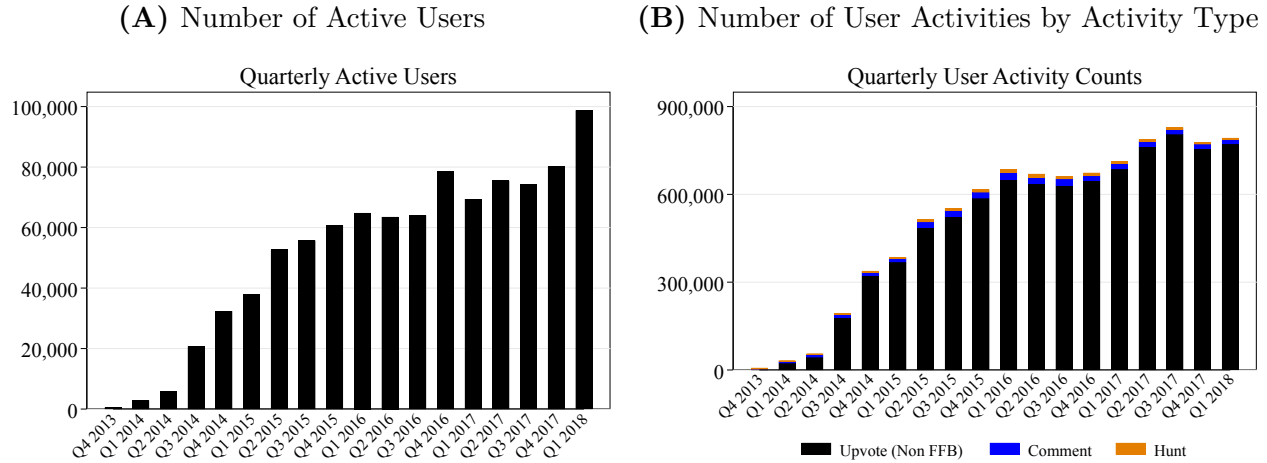 (A) Number of Active Users
Quarterly Active Users
100,000
80,000
60,000
40,000
20,000
0
Q4 2013
Q1 2014
Q2 2014
Q3 2014
Q4 2014
Q1 2015
Q2 2015
Q3 2015
Q4 2015
Q1 2016
Q2 2016
Q3 2016
Q4 2016
Q1 2017
Q2 2017
Q3 2017
Q4 2017
Q1 2018
(B) Number of User Activities by Activity Type
Quarterly User Activity Counts
900,000
600,000
300,000
0
Q4 2013
Q1 2014
Q2 2014
Q3 2014
Q4 2014
Q1 2015
Q2 2015
Q3 2015
Q4 2015
Q1 2016
Q2 2016
Q3 2016
Q4 2016
Q1 2017
Q2 2017
Q3 2017
Q4 2017
Q1 2018
Upvote (Non FFB)
Comment
Hunt